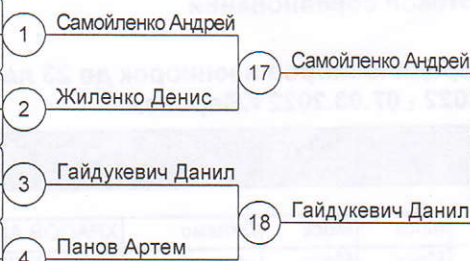 1 Самойленко Андрей
17 Самойленко Андрей
2 Жиленко Денис
3 Гайдукевич Данил
18 Гайдукевич Данил
4 Панов Артем